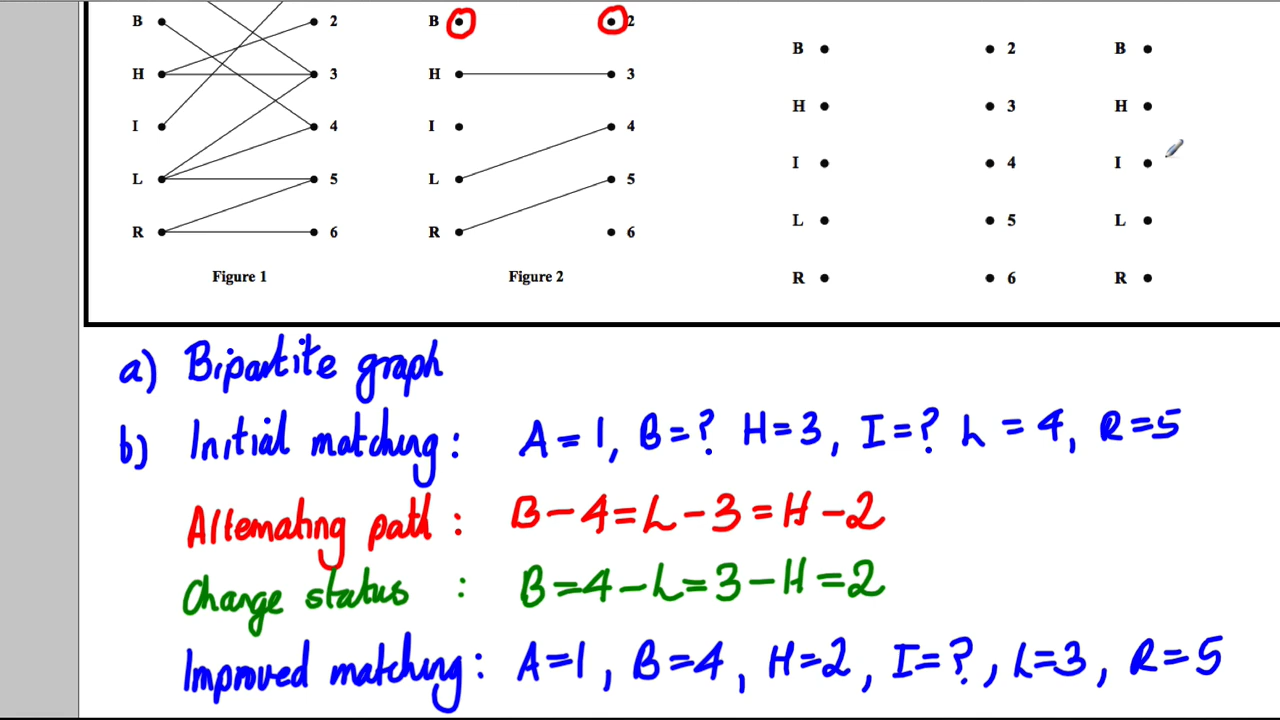 B 2 B 2
B 2 B
H 3 H 3
H 3 H
I 4 I
I 4 I
L 5 L 4
L 5 L
R 6 R 5
6
R 6 R
Figure 1 Figure 2
a) Bipartite graph
b) Initial matching : A = 1, B = ? H = 3, I = ? L = 4, R = 5
Alternating path : B - 4 = L - 3 = H - 2
Change status : B = 4 - L = 3 - H = 2
Improved matching : A = 1, B = 4, H = 2, I = ?, L = 3, R = 5